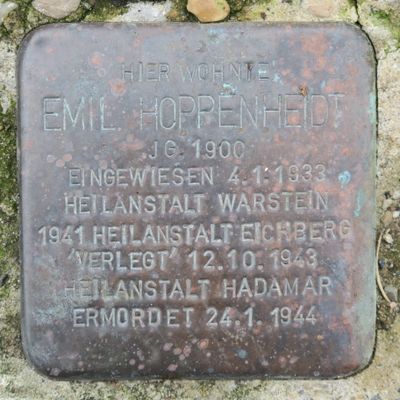 HIER WOHNTE
EMIL HOPPENHEIDT
JG. 1900
EINGEWIESEN 4.1.1933
HEILANSTALT WARSTEIN
1941 HEILANSTALT EICHBERG
'VERLEGT' 12.10.1943
HEILANSTALT HADAMAR
ERMORDET 24.1.1944